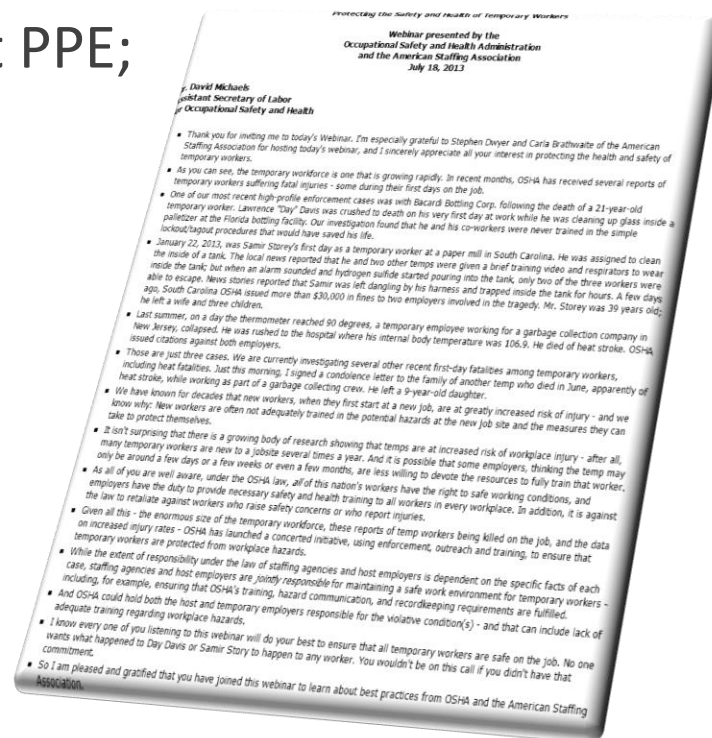 t PPE;
Protecting the Safety and Health of Temporary Workers
Webinar presented by the
Occupational Safety and Health Administration
and the American Staffing Association
July 18, 2013
. David Michaels
ssistant Secretary of Labor
r Occupational Safety and Health
▪ Thank you for inviting me to today's Webinar. I'm especially grateful to Stephen Dwyer and Carla Brathwaite of the American
Staffing Association for hosting today's webinar, and I sincerely appreciate all your interest in protecting the health and safety of
temporary workers.
▪ As you can see, the temporary workforce is one that is growing rapidly. In recent months, OSHA has received several reports of
temporary workers suffering fatal injuries - some during their first days on the job.
▪ One of our most recent high-profile enforcement cases was with Bacardi Bottling Corp. following the death of a 21-year-old
temporary worker. Lawrence "Day" Davis was crushed to death on his very first day at work while he was cleaning up glass inside a
palletizer at the Florida bottling facility. Our investigation found that he and his co-workers were never trained in the simple
lockout/tagout procedures that would have saved his life.
▪ January 22, 2013, was Samir Storey's first day as a temporary worker at a paper mill in South Carolina. He was assigned to clean
the inside of a tank. The local news reported that he and two other temps were given a brief training video and respirators to wear
inside the tank; but when an alarm sounded and hydrogen sulfide started pouring into the tank, only two of the three workers were
able to escape. News stories reported that Samir was left dangling by his harness and trapped inside the tank for hours. A few days
ago, South Carolina OSHA issued more than $30,000 in fines to two employers involved in the tragedy. Mr. Storey was 39 years old;
he left a wife and three children.
▪ Last summer, on a day the thermometer reached 90 degrees, a temporary employee working for a garbage collection company in
New Jersey, collapsed. He was rushed to the hospital where his internal body temperature was 106.9. He died of heat stroke. OSHA
issued citations against both employers.
▪ Those are just three cases. We are currently investigating several other recent first-day fatalities among temporary workers,
including heat fatalities. Just this morning, I signed a condolence letter to the family of another temp who died in June, apparently of
heat stroke, while working as part of a garbage collecting crew. He left a 9-year-old daughter.
▪ We have known for decades that new workers, when they first start at a new job, are at greatly increased risk of injury - and we
know why: New workers are often not adequately trained in the potential hazards at the new job site and the measures they can
take to protect themselves.
▪ It isn't surprising that there is a growing body of research showing that temps are at increased risk of workplace injury - after all,
many temporary workers are new to a jobsite several times a year. And it is possible that some employers, thinking the temp may
only be around a few days or a few weeks or even a few months, are less willing to devote the resources to fully train that worker.
▪ As all of you are well aware, under the OSHA law, all of this nation's workers have the right to safe working conditions, and
employers have the duty to provide necessary safety and health training to all workers in every workplace. In addition, it is against
the law to retaliate against workers who raise safety concerns or who report injuries.
▪ Given all this - the enormous size of the temporary workforce, these reports of temp workers being killed on the job, and the data
on increased injury rates - OSHA has launched a concerted initiative, using enforcement, outreach and training, to ensure that
temporary workers are protected from workplace hazards.
▪ While the extent of responsibility under the law of staffing agencies and host employers is dependent on the specific facts of each
case, staffing agencies and host employers are jointly responsible for maintaining a safe work environment for temporary workers -
including, for example, ensuring that OSHA's training, hazard communication, and recordkeeping requirements are fulfilled.
▪ And OSHA could hold both the host and temporary employers responsible for the violative condition(s) - and that can include lack of
adequate training regarding workplace hazards.
▪ I know every one of you listening to this webinar will do your best to ensure that all temporary workers are safe on the job. No one
wants what happened to Day Davis or Samir Story to happen to any worker. You wouldn't be on this call if you didn't have that
commitment.
▪ So I am pleased and gratified that you have joined this webinar to learn about best practices from OSHA and the American Staffing
Association.